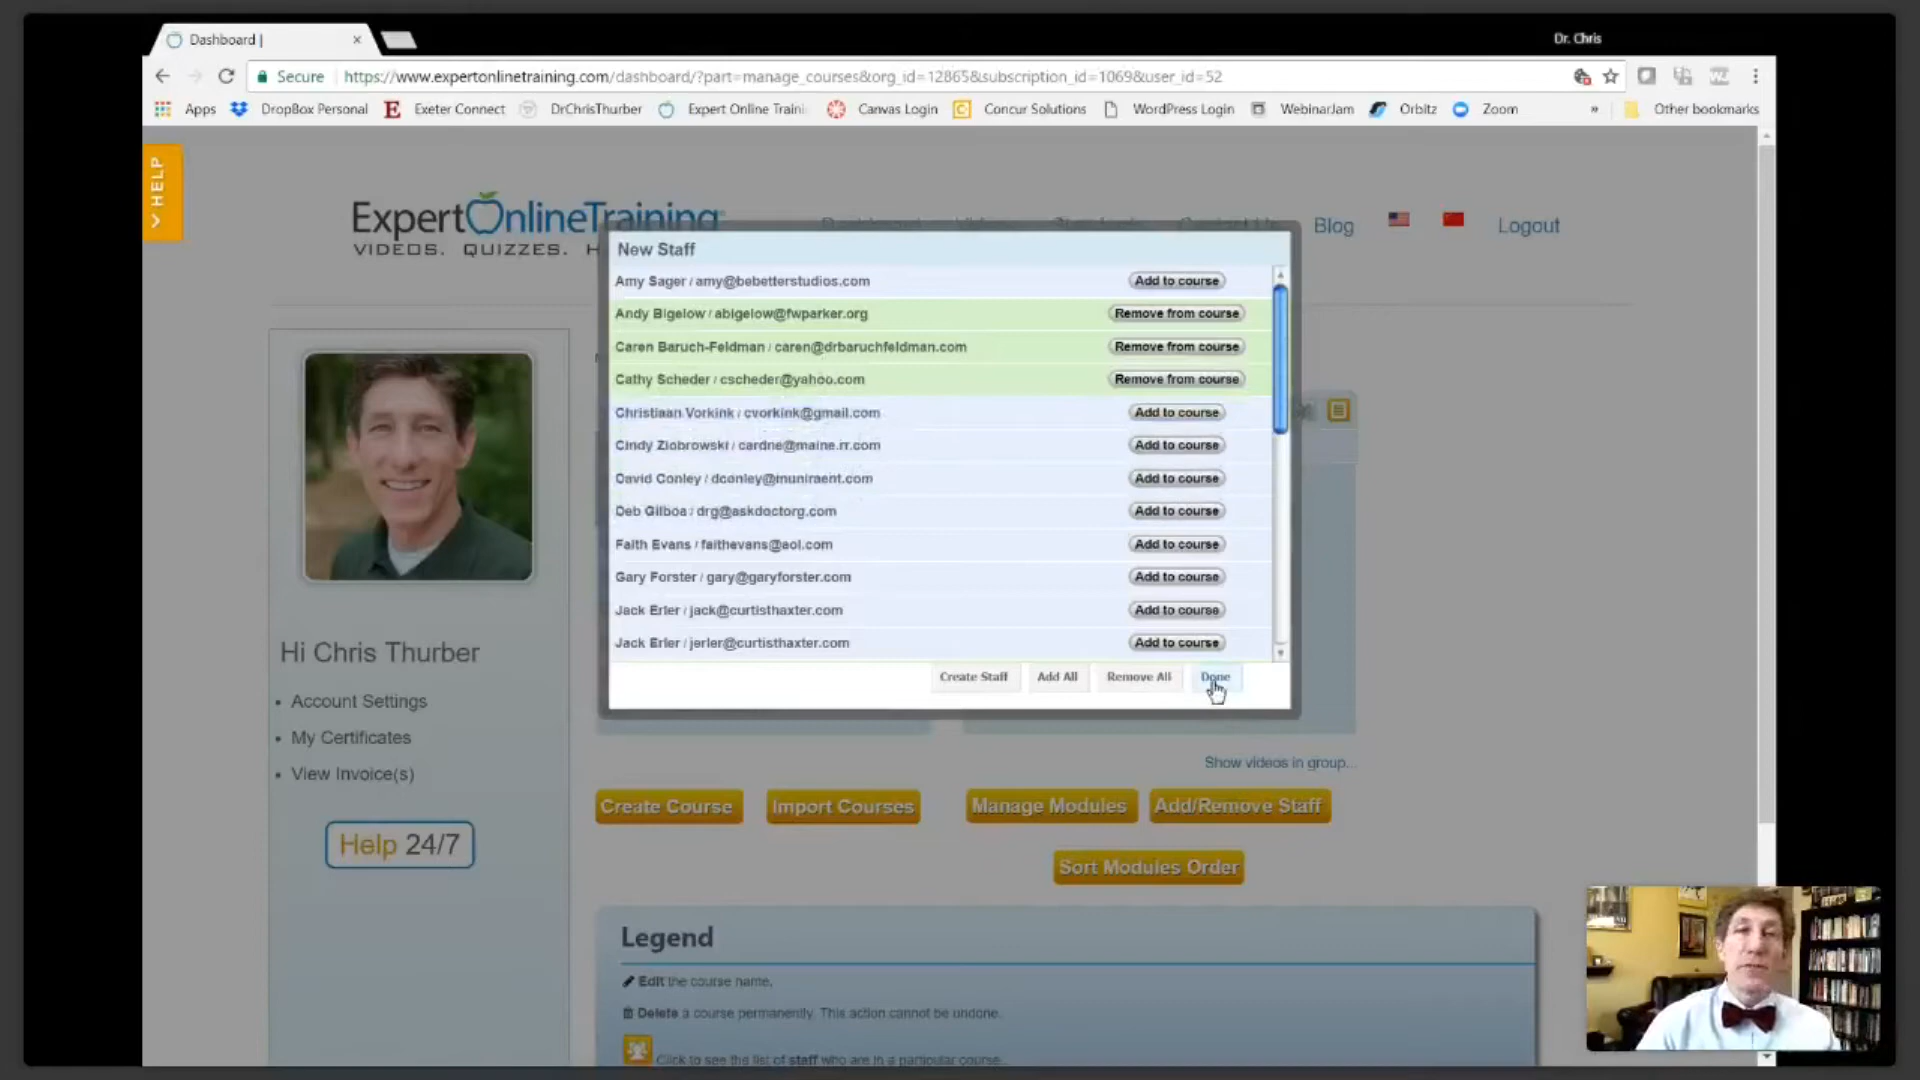 Dashboard |
Dr. Chris
Secure https://www.expertonlinetraining.com/dashboard/?part=manage_courses&org_id=12865&subscription_id=1069&user_id=52
Apps DropBox Personal Exeter Connect DrChrisThurber Expert Online Traini Canvas Login Concur Solutions WordPress Login WebinarJam Orbitz Zoom » Other bookmarks
HELP
ExpertOnlineTraining
VIDEOS. QUIZZES.
Blog Logout
New Staff
Amy Sager / amy@bebetterstudios.com Add to course
Andy Bigelow / abigelow@fwparker.org Remove from course
Caren Baruch-Feldman / caren@drbaruchfeldman.com Remove from course
Cathy Scheder / cscheder@yahoo.com Remove from course
Christiaan Vorkink / cvorkink@gmail.com Add to course
Cindy Ziobrowski / cardne@maine.rr.com Add to course
David Conley / dconley@inunirsent.com Add to course
Deb Gilboa / drg@askdoctorg.com Add to course
Faith Evans / faithevans@aol.com Add to course
Gary Forster / gary@garyforster.com Add to course
Jack Erler / jack@curtisthaxter.com Add to course
Jack Erler / jerler@curtisthaxter.com Add to course
Create Staff Add All Remove All Done
Hi Chris Thurber
• Account Settings
• My Certificates
• View Invoice(s)
Help 24/7
Show videos in group...
Create Course Import Courses Manage Modules Add/Remove Staff
Sort Modules Order
Legend
Edit the course name.
Delete a course permanently. This action cannot be undone.
Click to see the list of staff who are in a particular course.